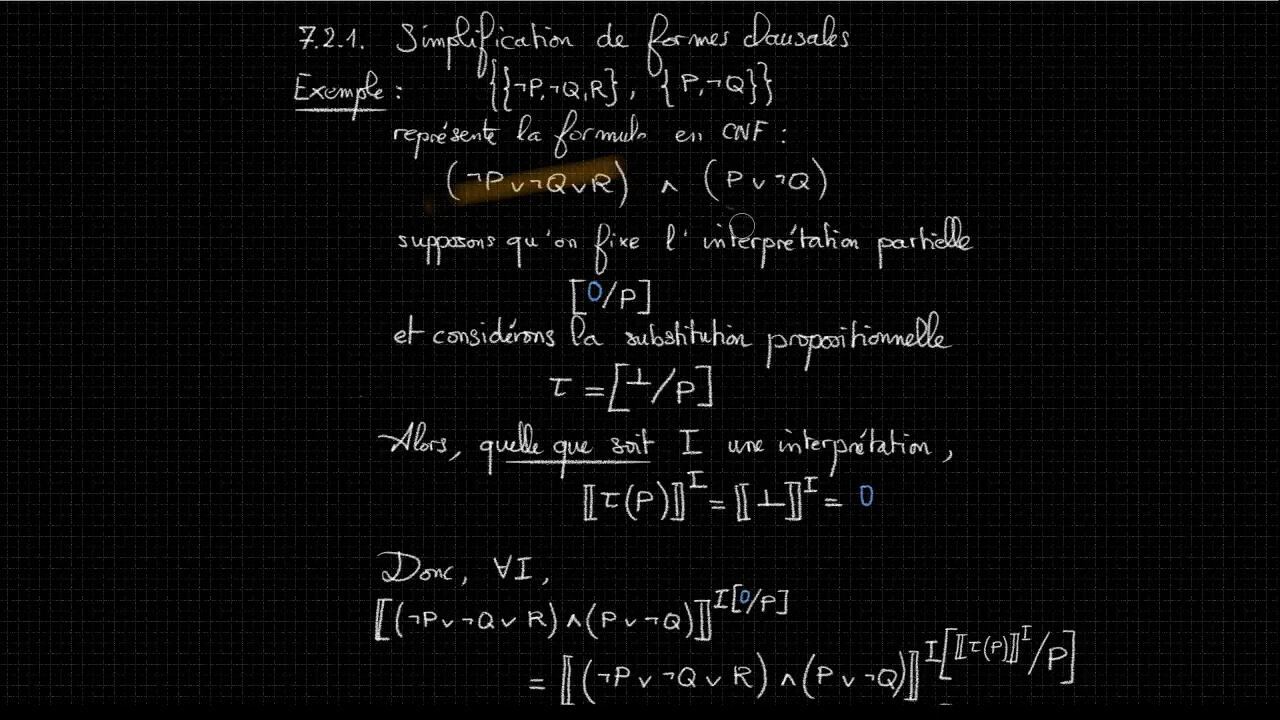 7.2.1. Simplification de formes clausales
Exemple : {{¬P,¬Q,R}, {P,¬Q}}
représente la formule en CNF :
(¬P∨¬Q∨R) ∧ (P∨¬Q)
supposons qu'on fixe l'interprétation partielle
[0/P]
et considérons la substitution propositionnelle
τ = [⊥/P]
Alors, quelle que soit I une interprétation,
⟦τ(P)⟧^I = ⟦⊥⟧^I = 0
Donc, ∀I,
⟦(¬P∨¬Q∨R)∧(P∨¬Q)⟧^I[0/P]
= ⟦(¬P∨¬Q∨R)∧(P∨¬Q)⟧^I[⟦τ(P)⟧^I/P]